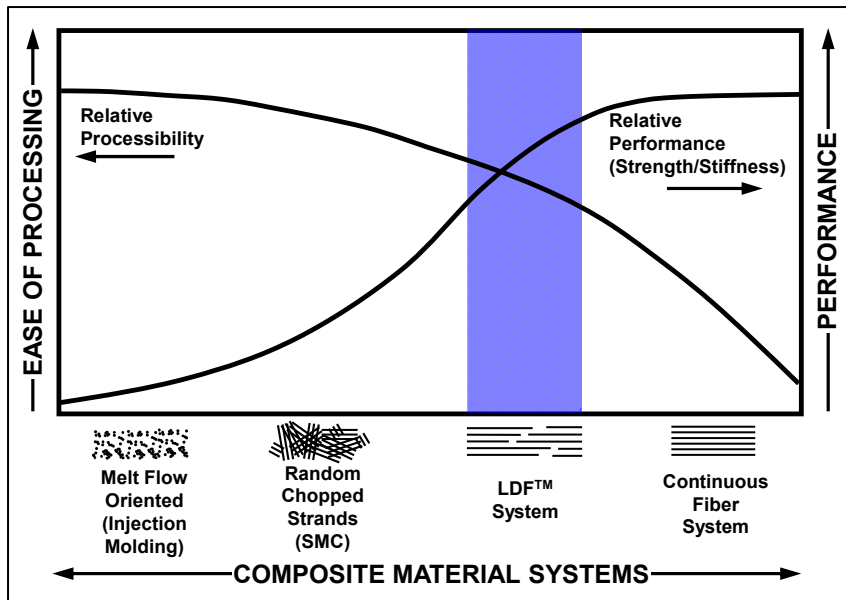 EASE OF PROCESSING
Relative
Processibility
Relative
Performance
(Strength/Stiffness)
PERFORMANCE
Melt Flow
Oriented
(Injection
Molding)
Random
Chopped
Strands
(SMC)
LDF™
System
Continuous
Fiber
System
COMPOSITE MATERIAL SYSTEMS